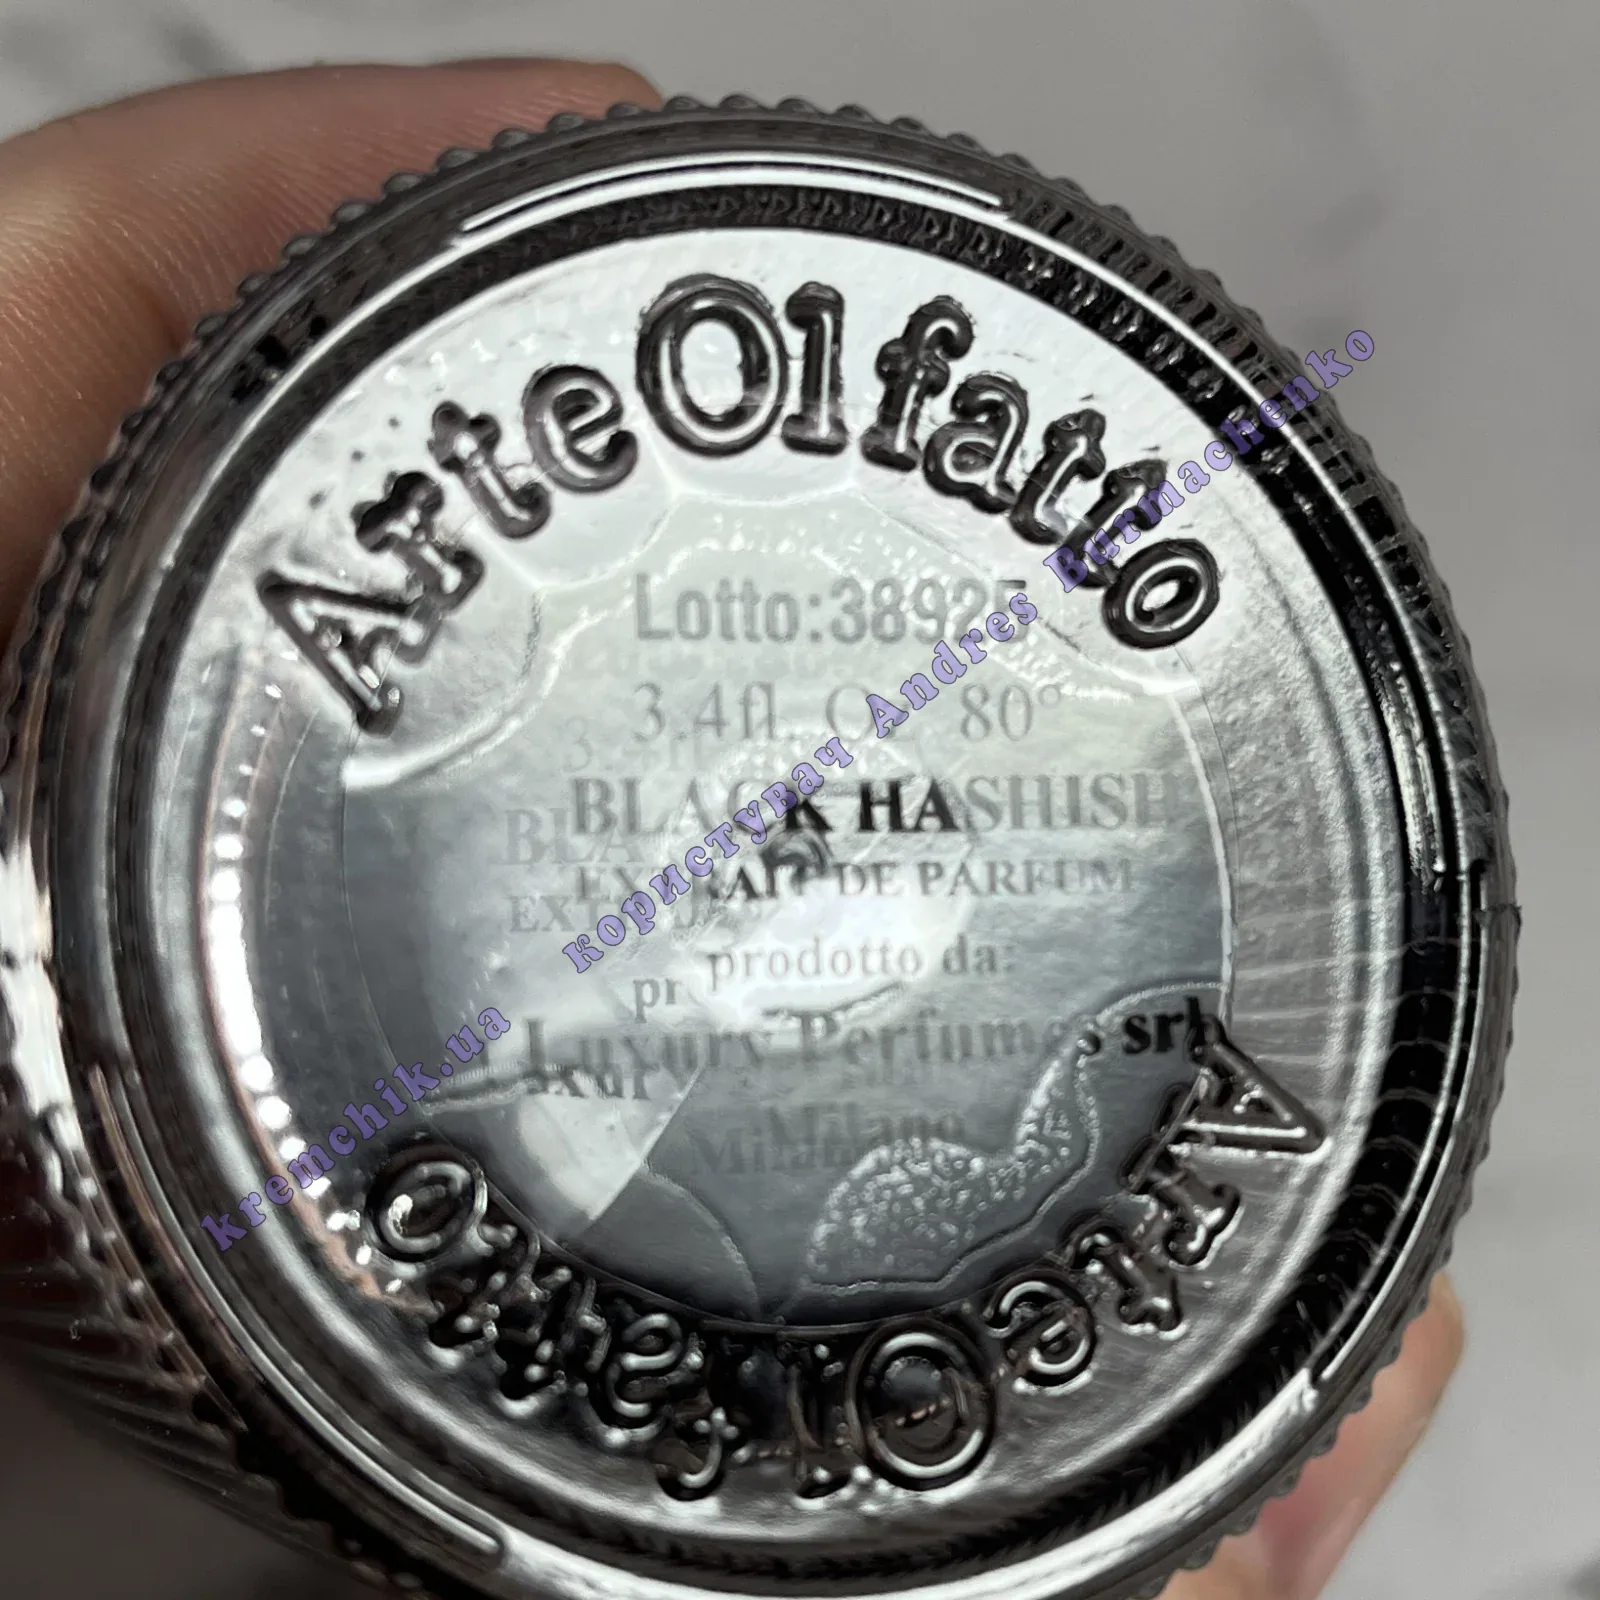 ArteOlfatto
Lotto:38925
3.4fl. Oz 80°
BLACK HASHISH
EXTRAIT DE PARFUM
prodotto da:
Luxury Perfumes srl
Milano
ArteOlfatto
kremchik.ua користувач Andres Burmachenko